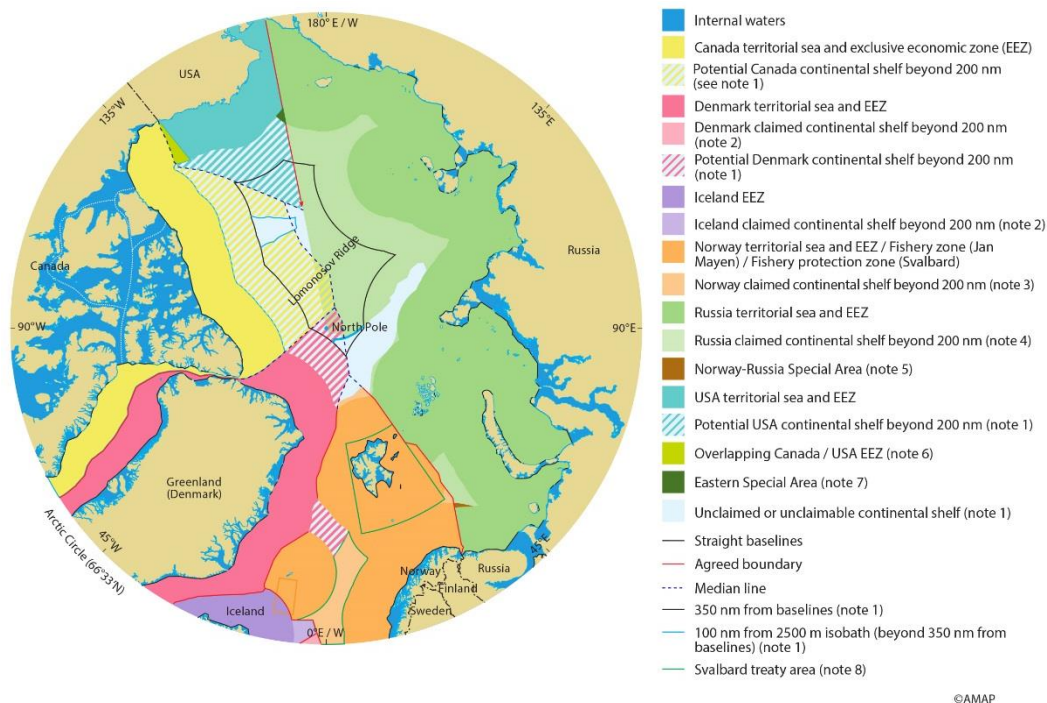 180° E / W
USA
135°W
135°E
Canada
Russia
Lomonosov Ridge
90°W
North Pole
90°E
Greenland
(Denmark)
45°W
Arctic Circle (66°33'N)
45°E
Norway
Russia
Finland
Sweden
Iceland
0°E / W
Internal waters
Canada territorial sea and exclusive economic zone (EEZ)
Potential Canada continental shelf beyond 200 nm
(see note 1)
Denmark territorial sea and EEZ
Denmark claimed continental shelf beyond 200 nm
(note 2)
Potential Denmark continental shelf beyond 200 nm
(note 1)
Iceland EEZ
Iceland claimed continental shelf beyond 200 nm (note 2)
Norway territorial sea and EEZ / Fishery zone (Jan
Mayen) / Fishery protection zone (Svalbard)
Norway claimed continental shelf beyond 200 nm (note 3)
Russia territorial sea and EEZ
Russia claimed continental shelf beyond 200 nm (note 4)
Norway-Russia Special Area (note 5)
USA territorial sea and EEZ
Potential USA continental shelf beyond 200 nm (note 1)
Overlapping Canada / USA EEZ (note 6)
Eastern Special Area (note 7)
Unclaimed or unclaimable continental shelf (note 1)
Straight baselines
Agreed boundary
Median line
350 nm from baselines (note 1)
100 nm from 2500 m isobath (beyond 350 nm from
baselines) (note 1)
Svalbard treaty area (note 8)
©AMAP